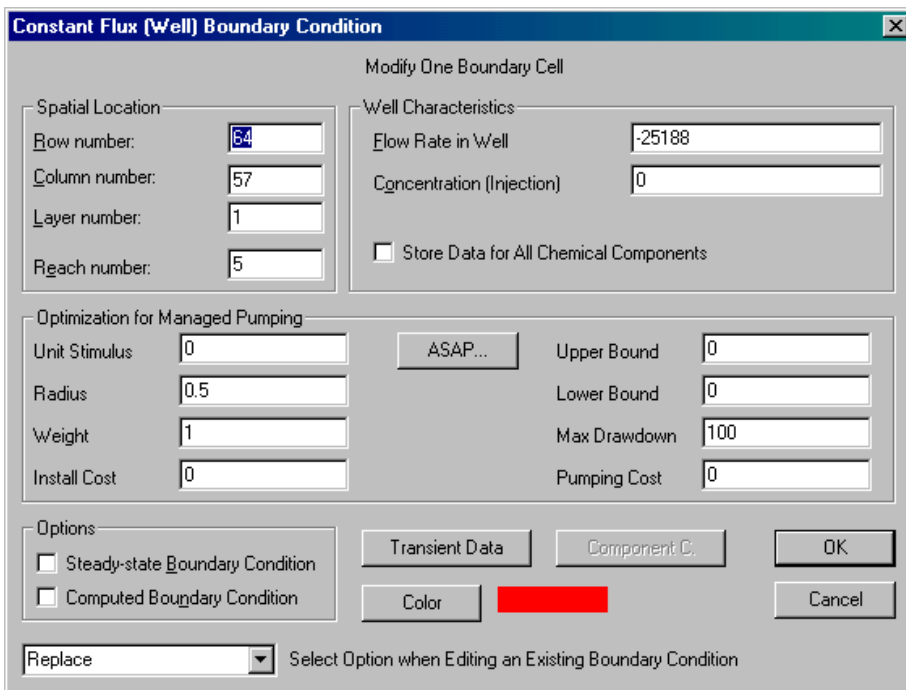 Constant Flux (Well) Boundary Condition
Modify One Boundary Cell
Spatial Location
Row number: 64
Column number: 57
Layer number: 1
Reach number: 5
Well Characteristics
Flow Rate in Well -25188
Concentration (Injection) 0
Store Data for All Chemical Components
Optimization for Managed Pumping
Unit Stimulus 0 ASAP... Upper Bound 0
Radius 0.5 Lower Bound 0
Weight 1 Max Drawdown 100
Install Cost 0 Pumping Cost 0
Options
Steady-state Boundary Condition
Computed Boundary Condition
Transient Data Component C. OK
Color Cancel
Replace Select Option when Editing an Existing Boundary Condition